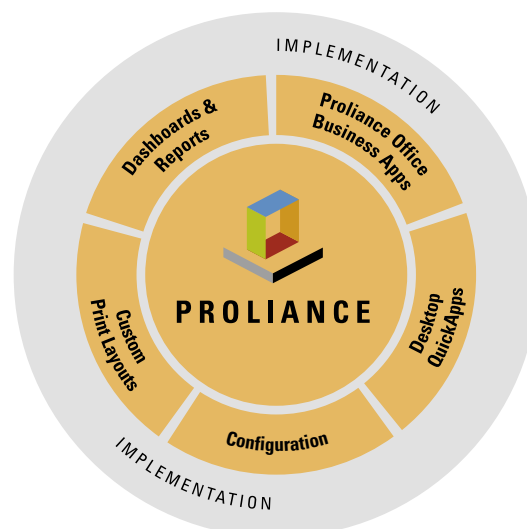 IMPLEMENTATION
Dashboards &
Reports
Proliance Office
Business Apps
PROLIANCE
Custom
Print Layouts
Desktop
QuickApps
Configuration
IMPLEMENTATION